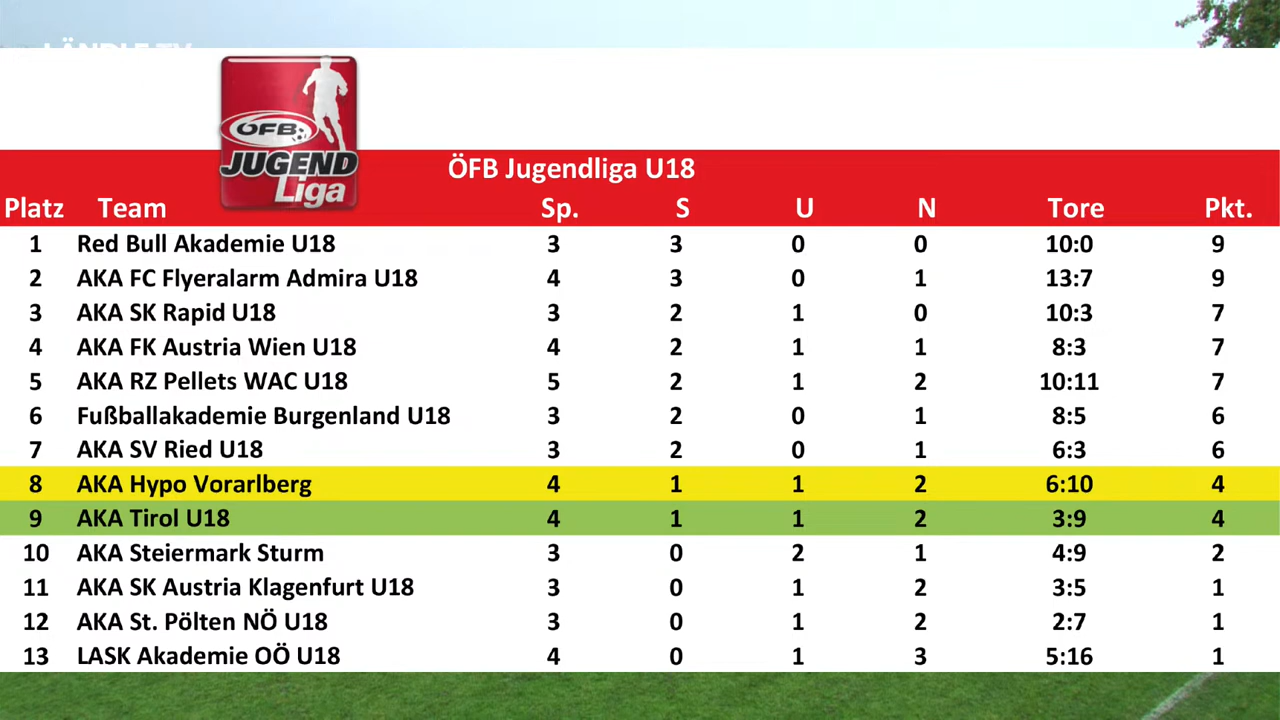 LÄNDLE TV
ÖFB
JUGEND
Liga
ÖFB Jugendliga U18
Platz Team Sp. S U N Tore Pkt.
1 Red Bull Akademie U18 3 3 0 0 10:0 9
2 AKA FC Flyeralarm Admira U18 4 3 0 1 13:7 9
3 AKA SK Rapid U18 3 2 1 0 10:3 7
4 AKA FK Austria Wien U18 4 2 1 1 8:3 7
5 AKA RZ Pellets WAC U18 5 2 1 2 10:11 7
6 Fußballakademie Burgenland U18 3 2 0 1 8:5 6
7 AKA SV Ried U18 3 2 0 1 6:3 6
8 AKA Hypo Vorarlberg 4 1 1 2 6:10 4
9 AKA Tirol U18 4 1 1 2 3:9 4
10 AKA Steiermark Sturm 3 0 2 1 4:9 2
11 AKA SK Austria Klagenfurt U18 3 0 1 2 3:5 1
12 AKA St. Pölten NÖ U18 3 0 1 2 2:7 1
13 LASK Akademie OÖ U18 4 0 1 3 5:16 1